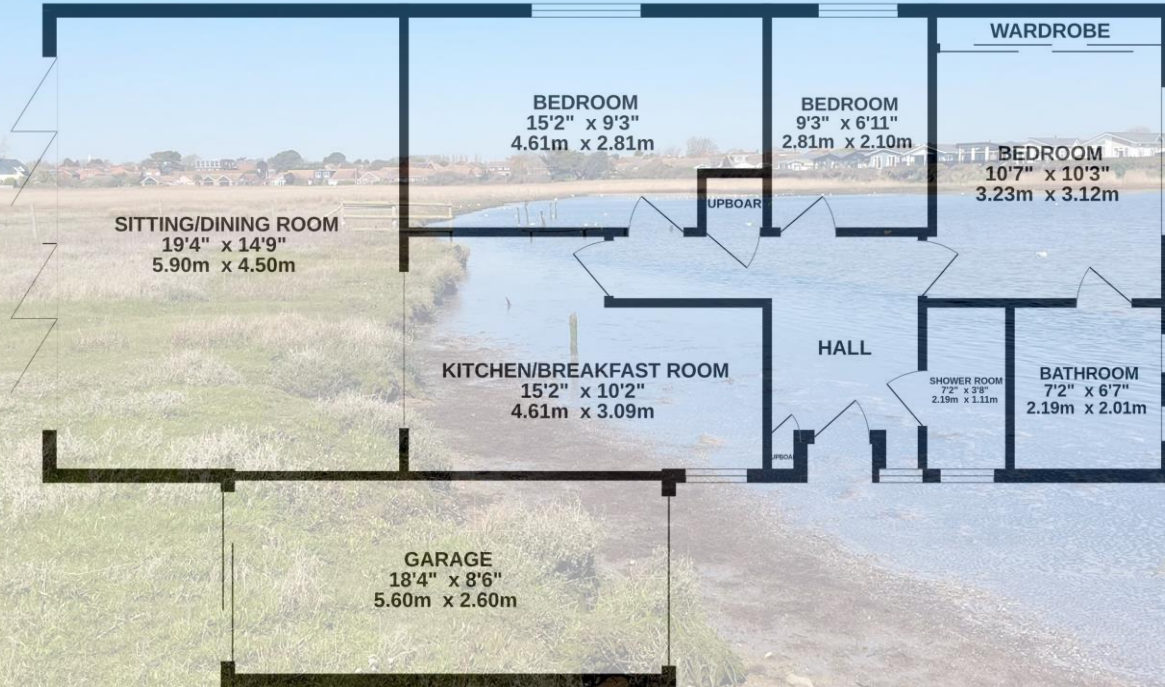 WARDROBE
BEDROOM
15'2" x 9'3"
4.61m x 2.81m
BEDROOM
9'3" x 6'11"
2.81m x 2.10m
BEDROOM
10'7" x 10'3"
3.23m x 3.12m
UPBOAR
SITTING/DINING ROOM
19'4" x 14'9"
5.90m x 4.50m
HALL
KITCHEN/BREAKFAST ROOM
15'2" x 10'2"
4.61m x 3.09m
SHOWER ROOM
7'2" x 3'8"
2.19m x 1.11m
BATHROOM
7'2" x 6'7"
2.19m x 2.01m
UPBOA
GARAGE
18'4" x 8'6"
5.60m x 2.60m